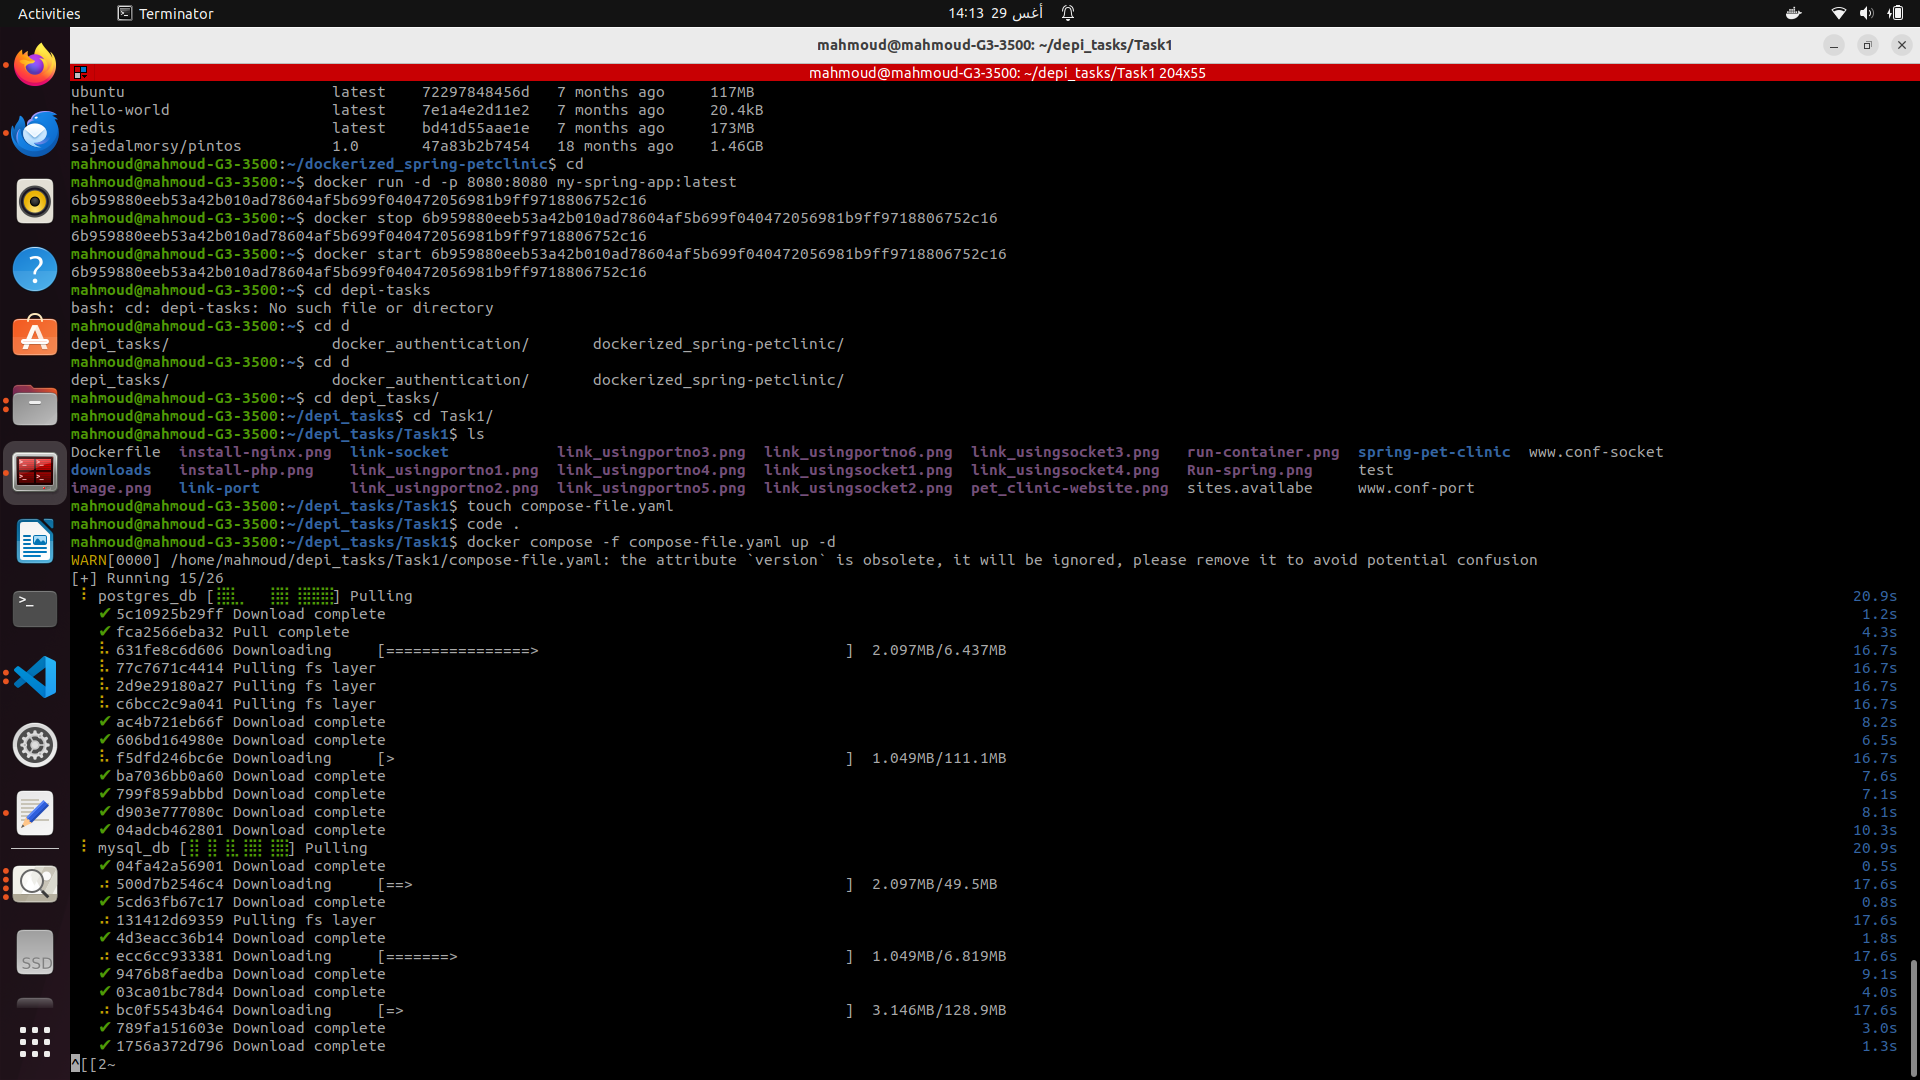 Activities Terminator 14:13 29 أغس
mahmoud@mahmoud-G3-3500: ~/depi_tasks/Task1
mahmoud@mahmoud-G3-3500: ~/depi_tasks/Task1 204x55
ubuntu latest 72297848456d 7 months ago 117MB
hello-world latest 7e1a4e2d11e2 7 months ago 20.4kB
redis latest bd41d55aae1e 7 months ago 173MB
sajedalmorsy/pintos 1.0 47a83b2b7454 18 months ago 1.46GB
mahmoud@mahmoud-G3-3500:~/dockerized_spring-petclinic$ cd
mahmoud@mahmoud-G3-3500:~$ docker run -d -p 8080:8080 my-spring-app:latest
6b959880eeb53a42b010ad78604af5b699f040472056981b9ff9718806752c16
mahmoud@mahmoud-G3-3500:~$ docker stop 6b959880eeb53a42b010ad78604af5b699f040472056981b9ff9718806752c16
6b959880eeb53a42b010ad78604af5b699f040472056981b9ff9718806752c16
mahmoud@mahmoud-G3-3500:~$ docker start 6b959880eeb53a42b010ad78604af5b699f040472056981b9ff9718806752c16
6b959880eeb53a42b010ad78604af5b699f040472056981b9ff9718806752c16
mahmoud@mahmoud-G3-3500:~$ cd depi-tasks
bash: cd: depi-tasks: No such file or directory
mahmoud@mahmoud-G3-3500:~$ cd d
depi_tasks/ docker_authentication/ dockerized_spring-petclinic/
mahmoud@mahmoud-G3-3500:~$ cd d
depi_tasks/ docker_authentication/ dockerized_spring-petclinic/
mahmoud@mahmoud-G3-3500:~$ cd depi_tasks/
mahmoud@mahmoud-G3-3500:~/depi_tasks$ cd Task1/
mahmoud@mahmoud-G3-3500:~/depi_tasks/Task1$ ls
Dockerfile install-nginx.png link-socket link_usingportno3.png link_usingportno6.png link_usingsocket3.png run-container.png spring-pet-clinic www.conf-socket
downloads install-php.png link_usingportno1.png link_usingportno4.png link_usingsocket1.png link_usingsocket4.png Run-spring.png test
image.png link-port link_usingportno2.png link_usingportno5.png link_usingsocket2.png pet_clinic-website.png sites.availabe www.conf-port
mahmoud@mahmoud-G3-3500:~/depi_tasks/Task1$ touch compose-file.yaml
mahmoud@mahmoud-G3-3500:~/depi_tasks/Task1$ code .
mahmoud@mahmoud-G3-3500:~/depi_tasks/Task1$ docker compose -f compose-file.yaml up -d
WARN[0000] /home/mahmoud/depi_tasks/Task1/compose-file.yaml: the attribute `version` is obsolete, it will be ignored, please remove it to avoid potential confusion
[+] Running 15/26
postgres_db [ ] Pulling 20.9s
✔ 5c10925b29ff Download complete 1.2s
✔ fca2566eba32 Pull complete 4.3s
631fe8c6d606 Downloading [================> ] 2.097MB/6.437MB 16.7s
77c7671c4414 Pulling fs layer 16.7s
2d9e29180a27 Pulling fs layer 16.7s
c6bcc2c9a041 Pulling fs layer 16.7s
✔ ac4b721eb66f Download complete 8.2s
✔ 606bd164980e Download complete 6.5s
f5dfd246bc6e Downloading [> ] 1.049MB/111.1MB 16.7s
✔ ba7036bb0a60 Download complete 7.6s
✔ 799f859abbbd Download complete 7.1s
✔ d903e777080c Download complete 8.1s
✔ 04adcb462801 Download complete 10.3s
mysql_db [ ] Pulling 20.9s
✔ 04fa42a56901 Download complete 0.5s
500d7b2546c4 Downloading [==> ] 2.097MB/49.5MB 17.6s
✔ 5cd63fb67c17 Download complete 0.8s
131412d69359 Pulling fs layer 17.6s
✔ 4d3eacc36b14 Download complete 1.8s
ecc6cc933381 Downloading [=======> ] 1.049MB/6.819MB 17.6s
✔ 9476b8faedba Download complete 9.1s
✔ 03ca01bc78d4 Download complete 4.0s
bc0f5543b464 Downloading [=> ] 3.146MB/128.9MB 17.6s
✔ 789fa151603e Download complete 3.0s
✔ 1756a372d796 Download complete 1.3s
^[[2~
SSD